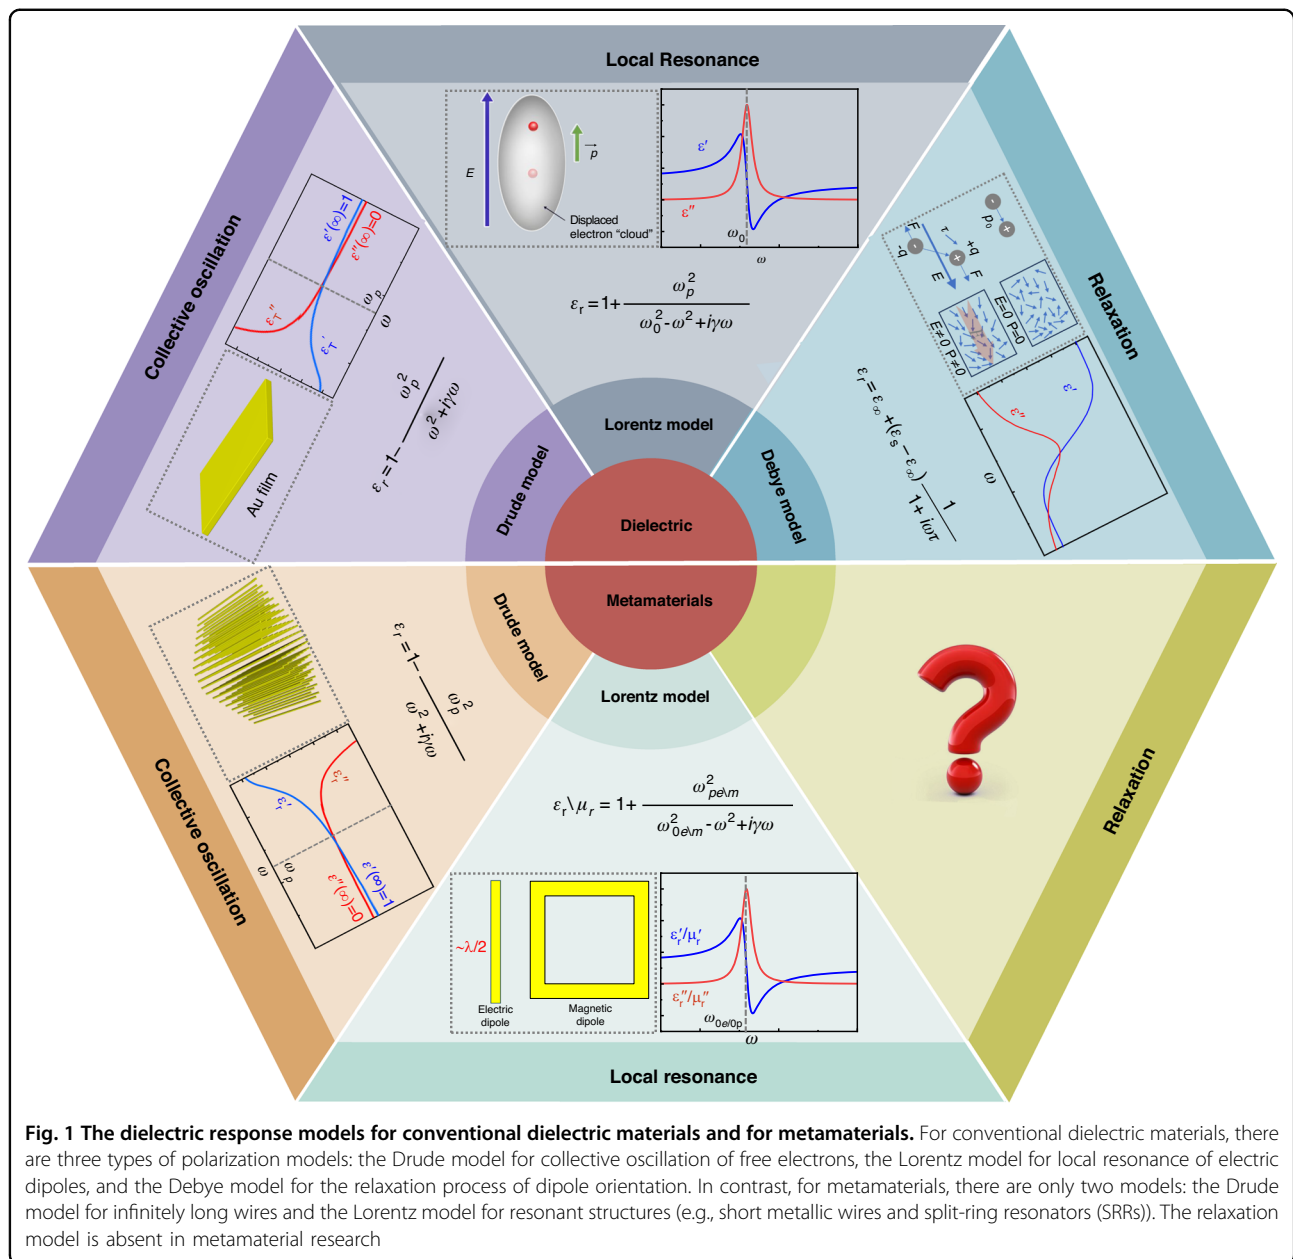 Local Resonance
E
p
Displaced
electron “cloud”
ε′
ε″
ω₀
ω
εᵣ = 1+ ωₚ² / (ω₀²-ω²+iγω)
Lorentz model
Collective oscillation
ε′(∞)=1
ε″(∞)=0
ωₚ
ω
ε_T″
ε_T′
Au film
εᵣ = 1- ωₚ² / (ω²+iγω)
Drude model
Relaxation
-
p₀
+
F
-q
-
τ
+q
+
F
E
E=0 P=0
E≠0 P≠0
ε′
ε″
ω
εᵣ = ε∞ +(εs – ε∞) 1 / (1+ iωτ)
Debye model
Dielectric
Metamaterials
Drude model
εᵣ = 1- ωₚ² / (ω²+iγω)
εᵣ″
εᵣ′
ωₚ
ω
ε′(∞)=1
ε″(∞)=0
Collective oscillation
Lorentz model
εᵣ\μᵣ = 1+ ω²pe\m / (ω²0e\m-ω²+iγω)
~λ/2
Electric
dipole
Magnetic
dipole
εᵣ′/μᵣ′
εᵣ″/μᵣ″
ω0e/0p
ω
Local resonance
?
Relaxation
Fig. 1 The dielectric response models for conventional dielectric materials and for metamaterials. For conventional dielectric materials, there
are three types of polarization models: the Drude model for collective oscillation of free electrons, the Lorentz model for local resonance of electric
dipoles, and the Debye model for the relaxation process of dipole orientation. In contrast, for metamaterials, there are only two models: the Drude
model for infinitely long wires and the Lorentz model for resonant structures (e.g., short metallic wires and split-ring resonators (SRRs)). The relaxation
model is absent in metamaterial research